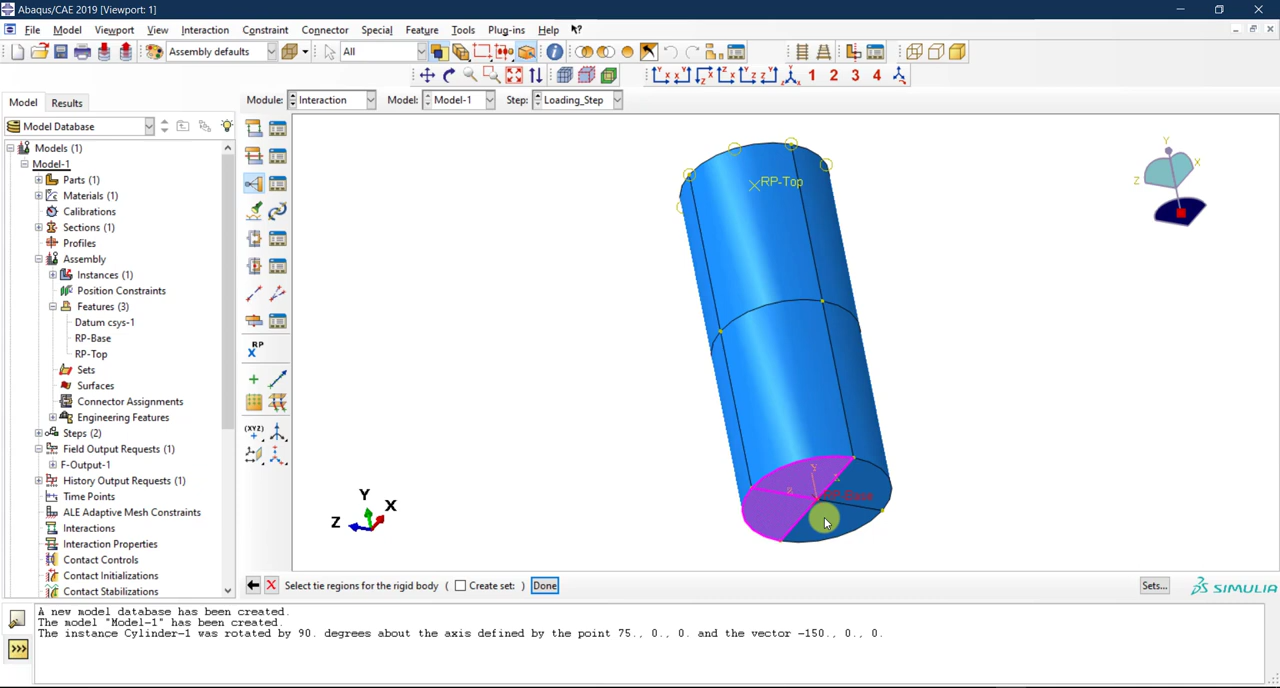 Abaqus/CAE 2019 [Viewport: 1]
File Model Viewport View Interaction Constraint Connector Special Feature Tools Plug-ins Help
Assembly defaults All
1 2 3 4
Model Results Module: Interaction Model: Model-1 Step: Loading_Step
Model Database
Models (1)
Model-1
Parts (1)
Materials (1)
Calibrations
Sections (1)
Profiles
Assembly
Instances (1)
Position Constraints
Features (3)
Datum csys-1
RP-Base
RP-Top
Sets
Surfaces
Connector Assignments
Engineering Features
Steps (2)
Field Output Requests (1)
F-Output-1
History Output Requests (1)
Time Points
ALE Adaptive Mesh Constraints
Interactions
Interaction Properties
Contact Controls
Contact Initializations
Contact Stabilizations
RP
(XYZ)
RP-Top
Y
X
Z
RP-Base
Y
X
Z
Select tie regions for the rigid body ( Create set: ) Done Sets... SIMULIA
A new model database has been created.
The model "Model-1" has been created.
The instance Cylinder-1 was rotated by 90. degrees about the axis defined by the point 75., 0., 0. and the vector -150., 0., 0.